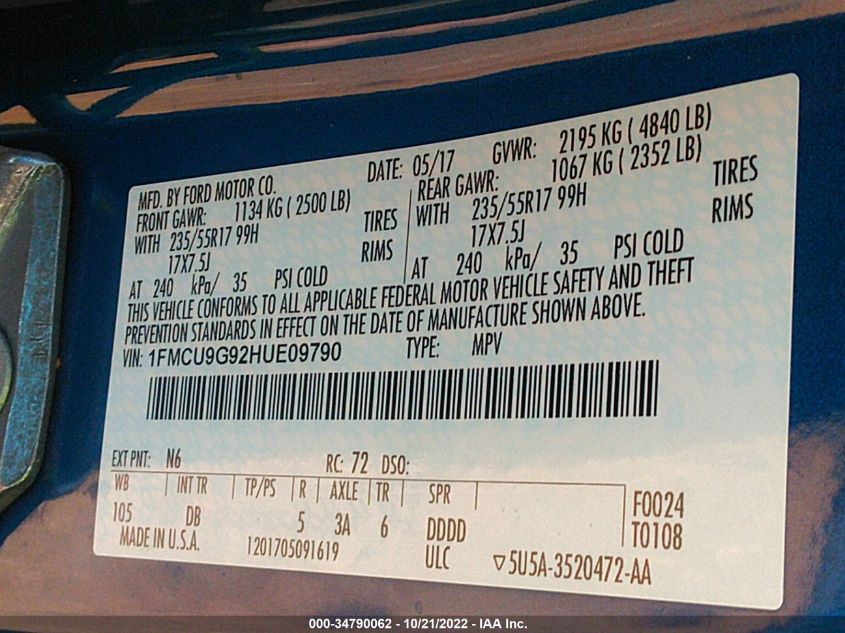 MFD. BY FORD MOTOR CO. DATE: 05/17 GVWR: 2195 KG ( 4840 LB)
FRONT GAWR: 1134 KG ( 2500 LB) REAR GAWR: 1067 KG ( 2352 LB)
WITH 235/55R17 99H TIRES WITH 235/55R17 99H TIRES
17X7.5J RIMS 17X7.5J RIMS
AT 240 kPa/ 35 PSI COLD AT 240 kPa/ 35 PSI COLD
THIS VEHICLE CONFORMS TO ALL APPLICABLE FEDERAL MOTOR VEHICLE SAFETY AND THEFT
PREVENTION STANDARDS IN EFFECT ON THE DATE OF MANUFACTURE SHOWN ABOVE.
VIN: 1FMCU9G92HUE09790 TYPE: MPV
EXT PNT: N6 RC: 72 DSO:
WB INT TR TP/PS R AXLE TR SPR
105 DB 5 3A 6 DDDD F0024
T0108
MADE IN U.S.A. 1201705091619 ULC ▽5U5A-3520472-AA
000-34790062 - 10/21/2022 - IAA Inc.